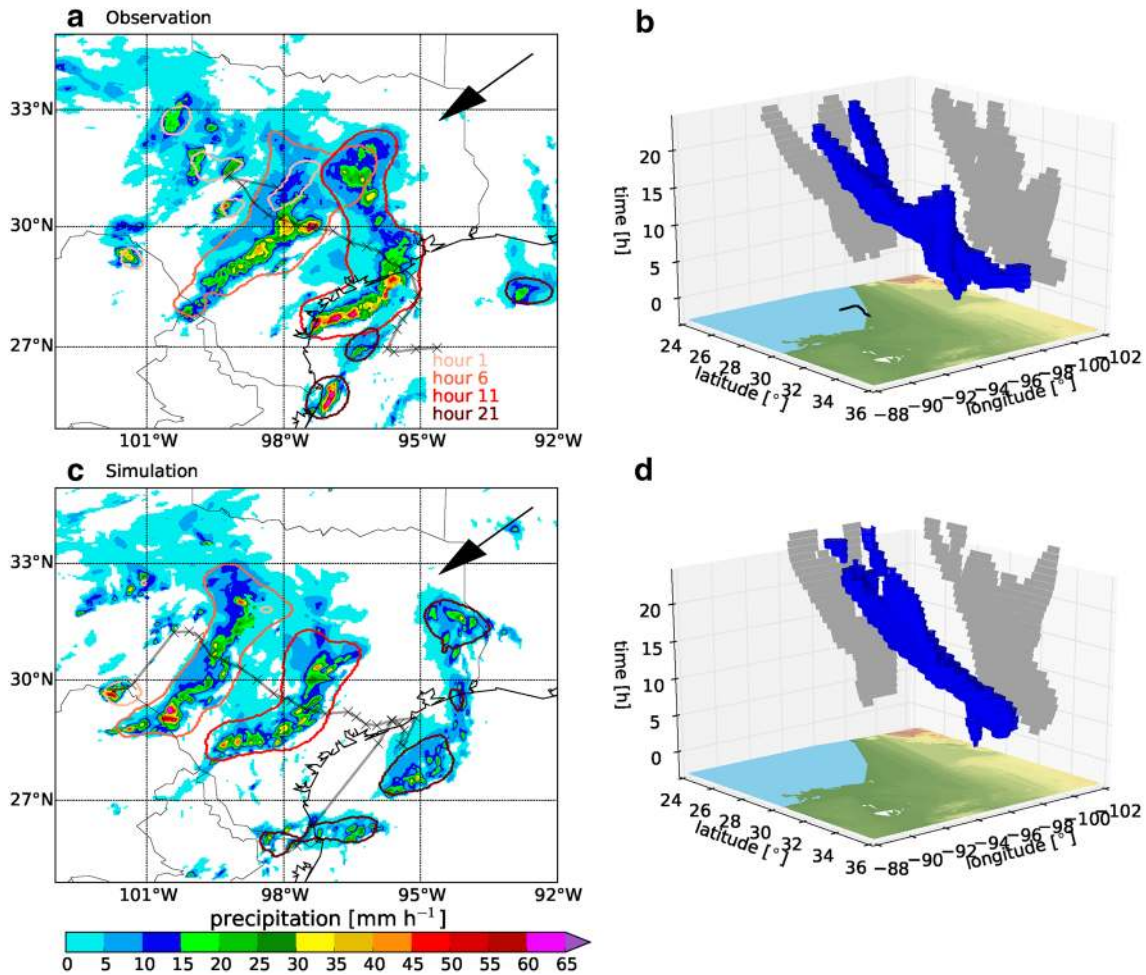 a Observation
33°N
30°N
27°N
hour 1
hour 6
hour 11
hour 21
101°W 98°W 95°W 92°W
b
time [h]
20
15
10
5
0
24 26 28 30 32 34 36
latitude [°]
−88 −90 −92 −94 −96 −98 −100 −102
longitude [°]
c Simulation
33°N
30°N
27°N
101°W 98°W 95°W 92°W
d
time [h]
20
15
10
5
0
24 26 28 30 32 34 36
latitude [°]
−88 −90 −92 −94 −96 −98 −100 −102
longitude [°]
precipitation [mm h⁻¹]
0 5 10 15 20 25 30 35 40 45 50 55 60 65